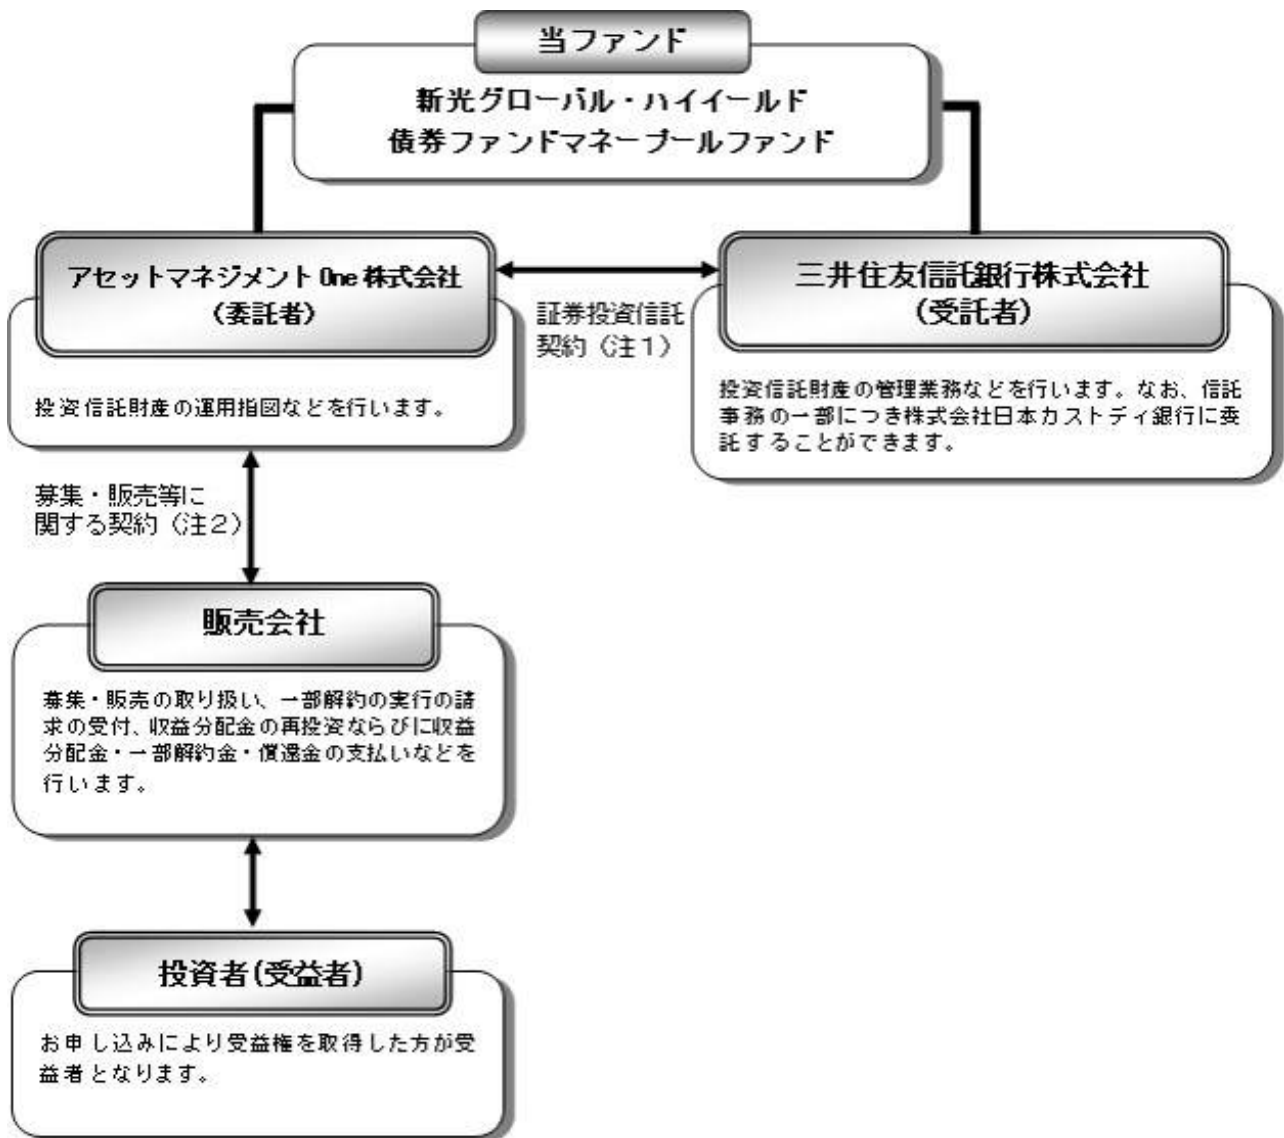 当ファンド
新光グローバル・ハイイールド
債券ファンドマネープールファンド
アセットマネジメント One 株式会社
（委託者）
投資信託財産の運用指図などを行います。
証券投資信託
契約（注１）
三井住友信託銀行株式会社
（受託者）
投資信託財産の管理業務などを行います。なお、信託
事務の一部につき株式会社日本カストディ銀行に委
託することができます。
募集・販売等に
関する契約（注２）
販売会社
募集・販売の取り扱い、一部解約の実行の請
求の受付、収益分配金の再投資ならびに収益
分配金・一部解約金・償還金の支払いなどを
行います。
投資者（受益者）
お申し込みにより受益権を取得した方が受
益者となります。